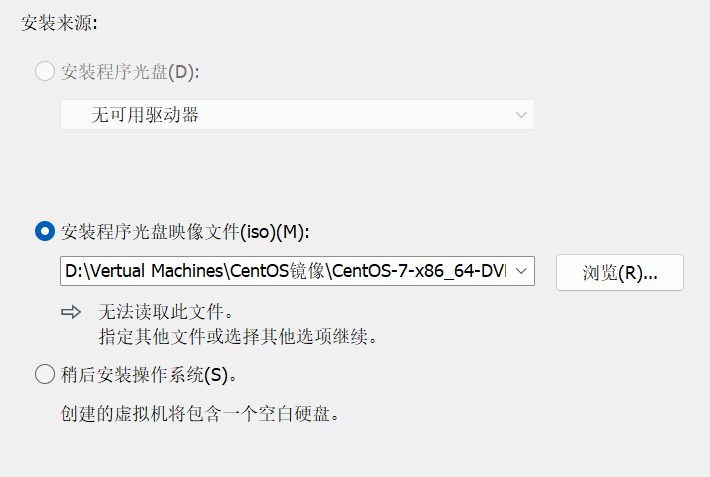 安装来源:
安装程序光盘(D):
无可用驱动器
安装程序光盘映像文件(iso)(M):
D:\Vertual Machines\CentOS镜像\CentOS-7-x86_64-DV
浏览(R)...
无法读取此文件。
指定其他文件或选择其他选项继续。
稍后安装操作系统(S)。
创建的虚拟机将包含一个空白硬盘。